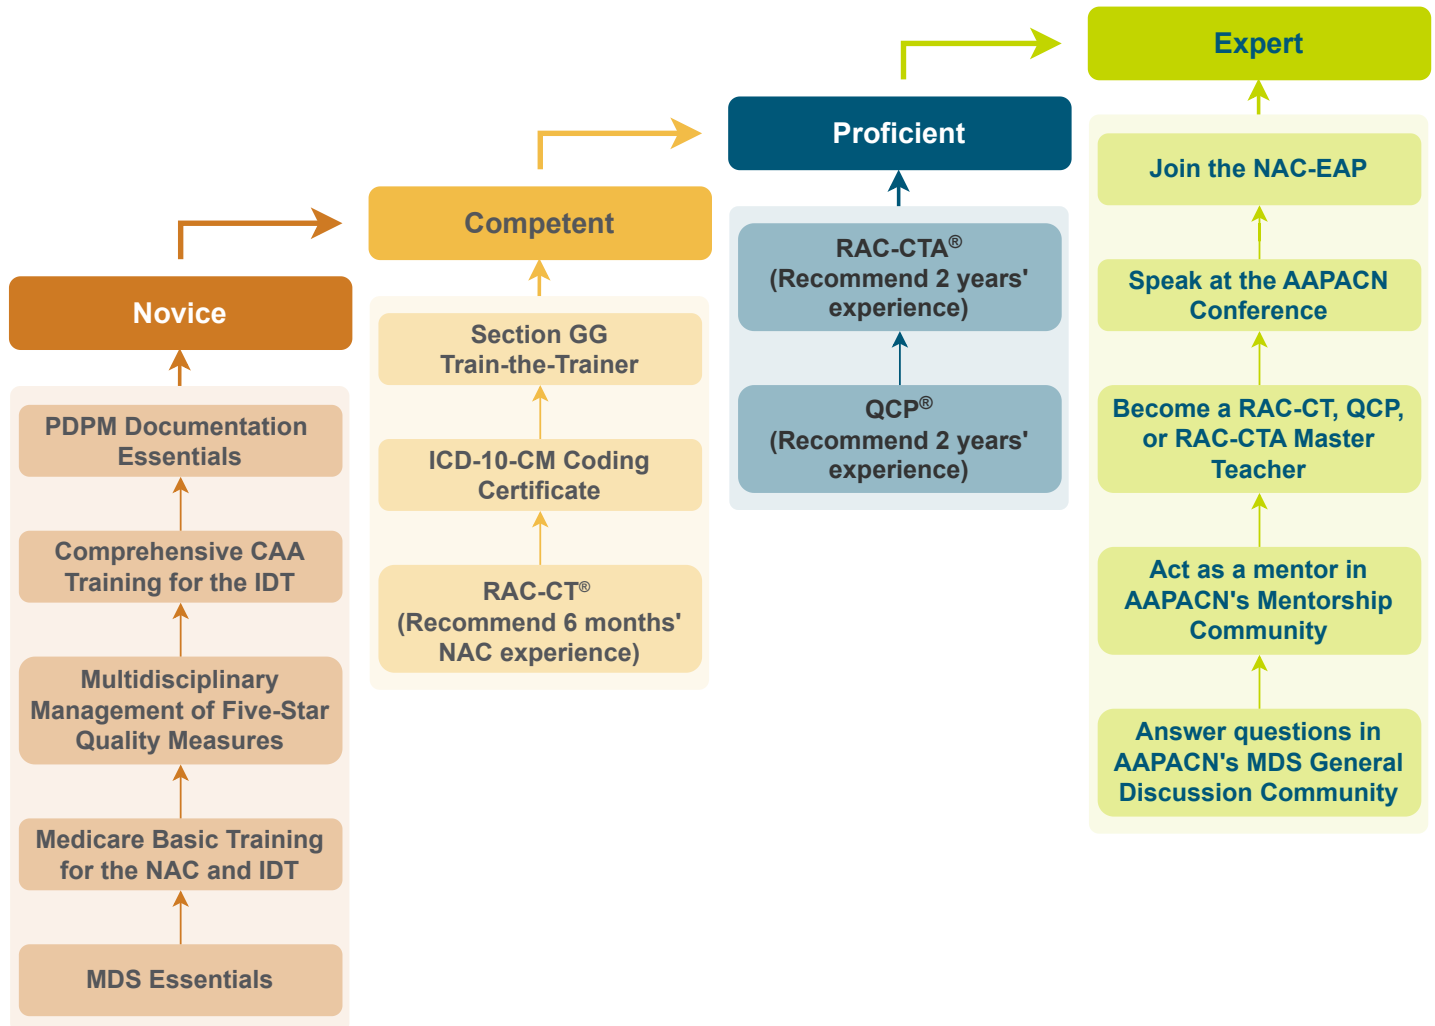 Novice
PDPM Documentation
Essentials
Comprehensive CAA
Training for the IDT
Multidisciplinary
Management of Five-Star
Quality Measures
Medicare Basic Training
for the NAC and IDT
MDS Essentials
Competent
Section GG
Train-the-Trainer
ICD-10-CM Coding
Certificate
RAC-CT®
(Recommend 6 months'
NAC experience)
Proficient
RAC-CTA®
(Recommend 2 years'
experience)
QCP®
(Recommend 2 years'
experience)
Expert
Join the NAC-EAP
Speak at the AAPACN
Conference
Become a RAC-CT, QCP,
or RAC-CTA Master
Teacher
Act as a mentor in
AAPACN's Mentorship
Community
Answer questions in
AAPACN's MDS General
Discussion Community